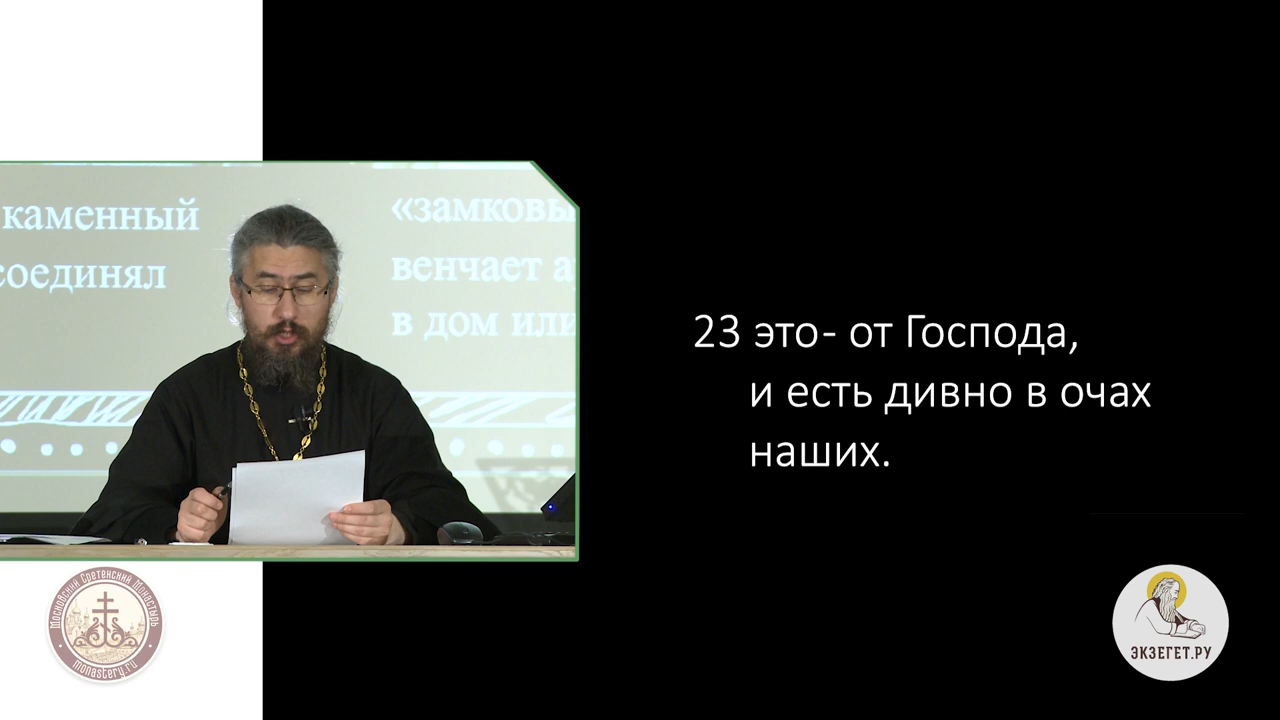 каменный
соединял
венчает
в дом или
23 это- от Господа,
и есть дивно в очах
наших.
Московский Сретенский Монастырь
monastery.ru
ЭКЗЕГЕТ.РУ